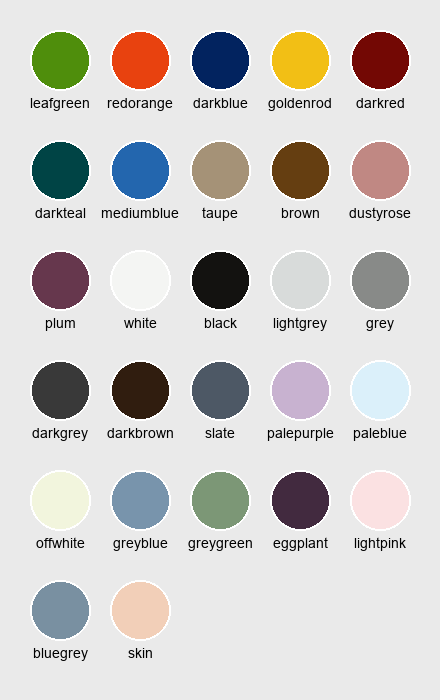 leafgreen redorange darkblue goldenrod darkred
darkteal mediumblue taupe brown dustyrose
plum white black lightgrey grey
darkgrey darkbrown slate palepurple paleblue
offwhite greyblue greygreen eggplant lightpink
bluegrey skin